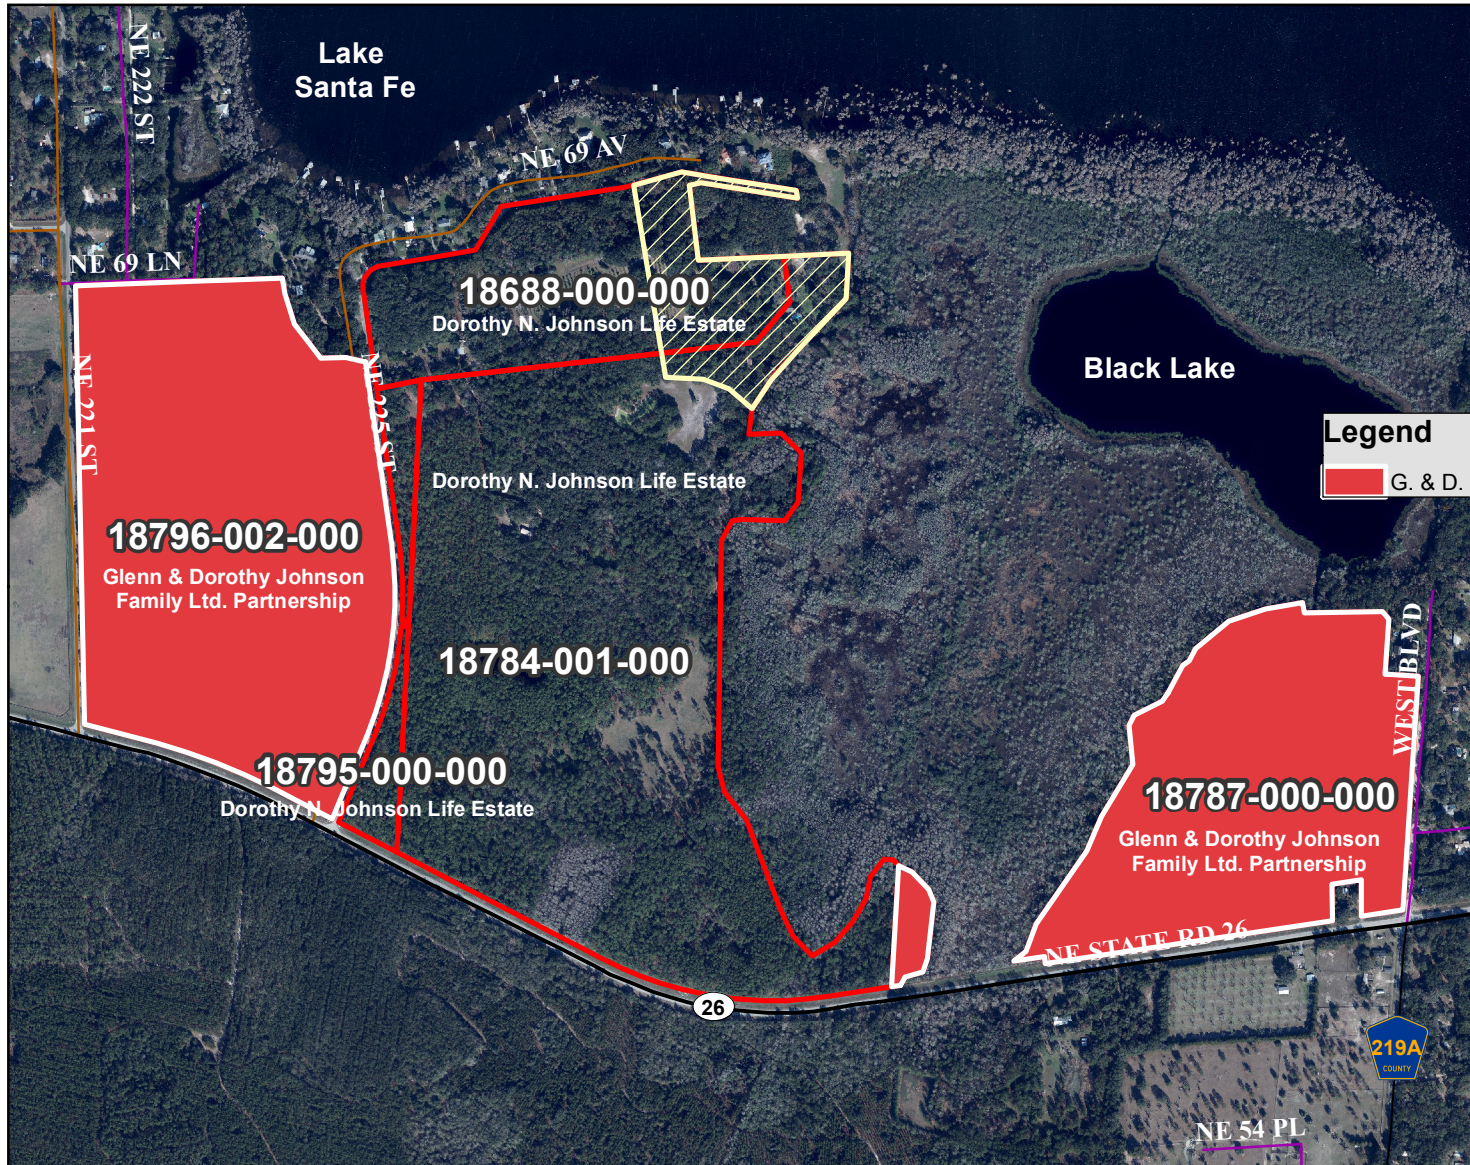 Lake
Santa Fe
NE 222 ST
NE 69 AV
NE 69 LN
18688-000-000
Dorothy N. Johnson Life Estate
NE 221 ST
NE 225 ST
Black Lake
Legend
G. & D.
Dorothy N. Johnson Life Estate
18796-002-000
Glenn & Dorothy Johnson
Family Ltd. Partnership
18784-001-000
WEST BLVD
18795-000-000
Dorothy N. Johnson Life Estate
18787-000-000
Glenn & Dorothy Johnson
Family Ltd. Partnership
NE STATE RD 26
26
219A
COUNTY
NE 54 PL